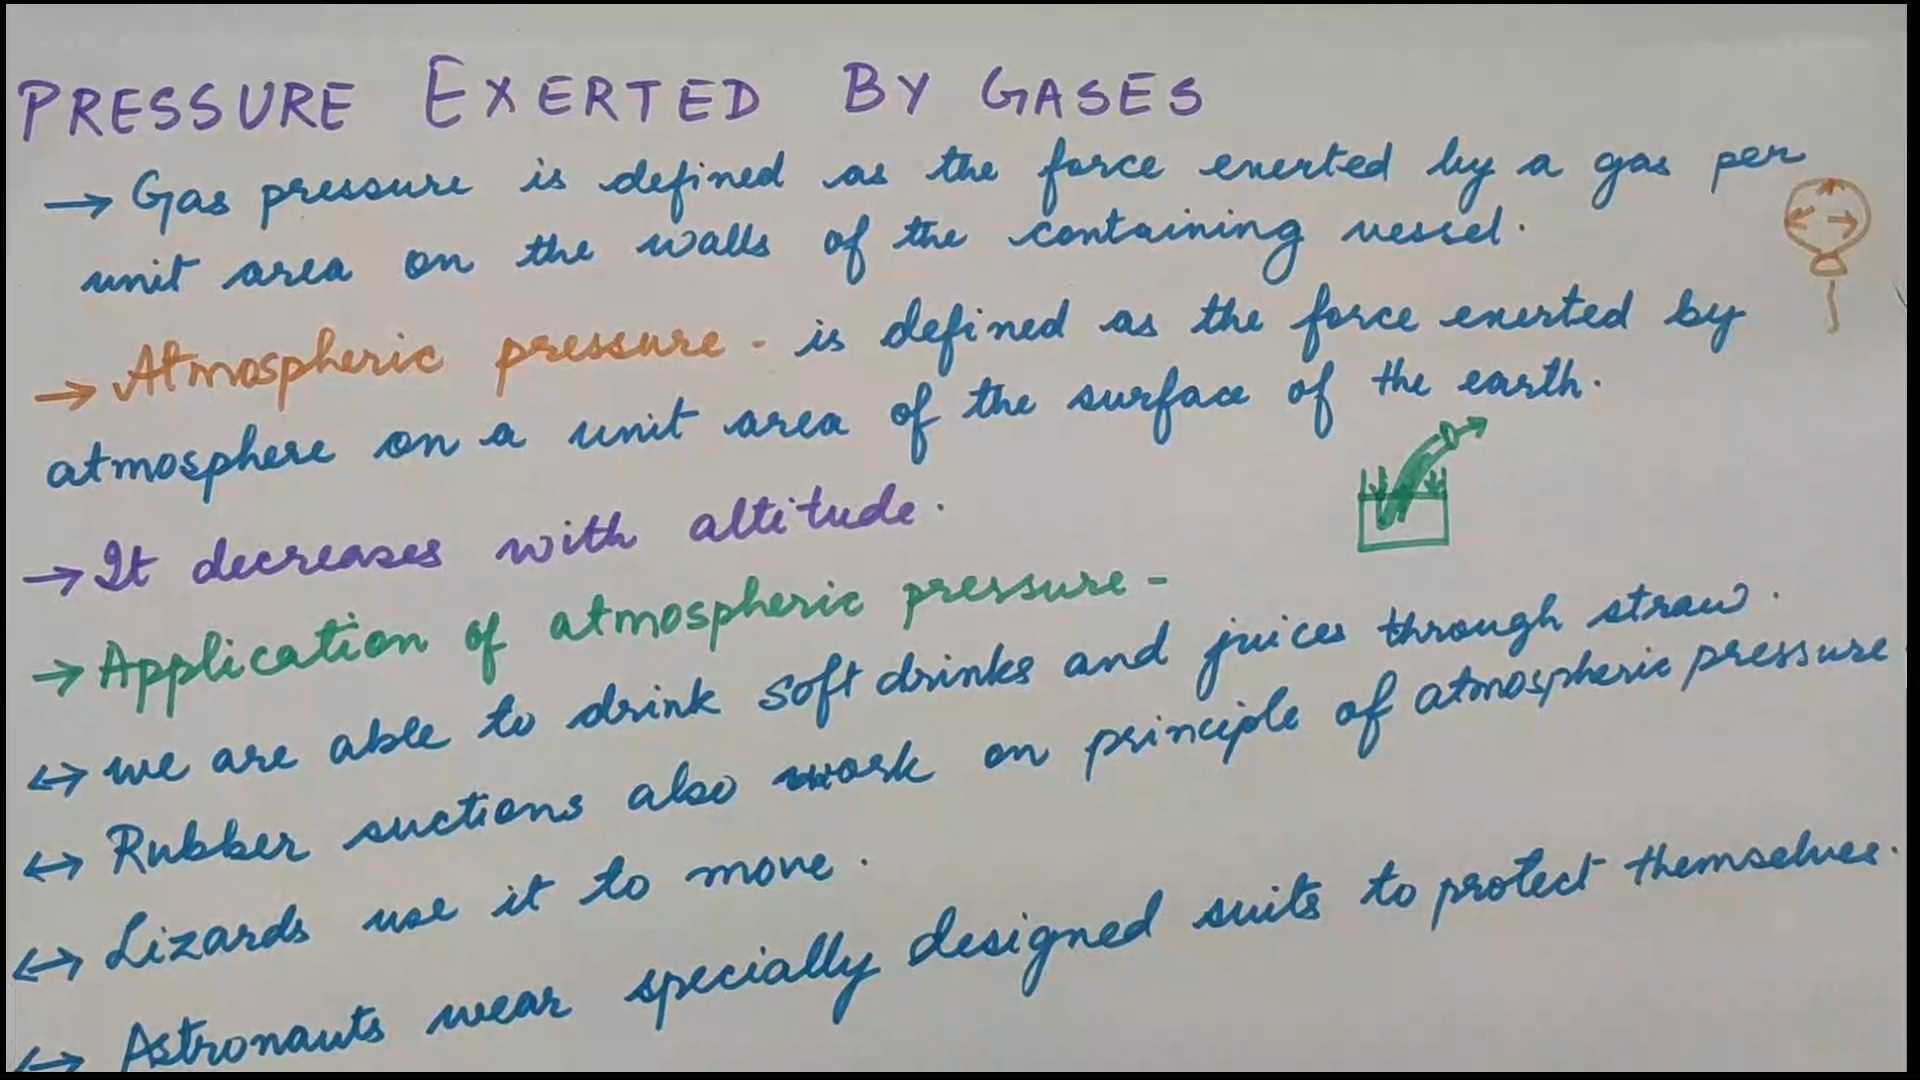 PRESSURE EXERTED BY GASES
→ Gas pressure is defined as the force exerted by a gas per
unit area on the walls of the containing vessel.
→ Atmospheric pressure - is defined as the force exerted by
atmosphere on a unit area of the surface of the earth.
→ It decreases with altitude.
→ Application of atmospheric pressure -
↔ we are able to drink soft drinks and juices through straw.
↔ Rubber suctions also work on principle of atmospheric pressure
↔ Lizards use it to move.
↔ Astronauts wear specially designed suits to protect themselves.